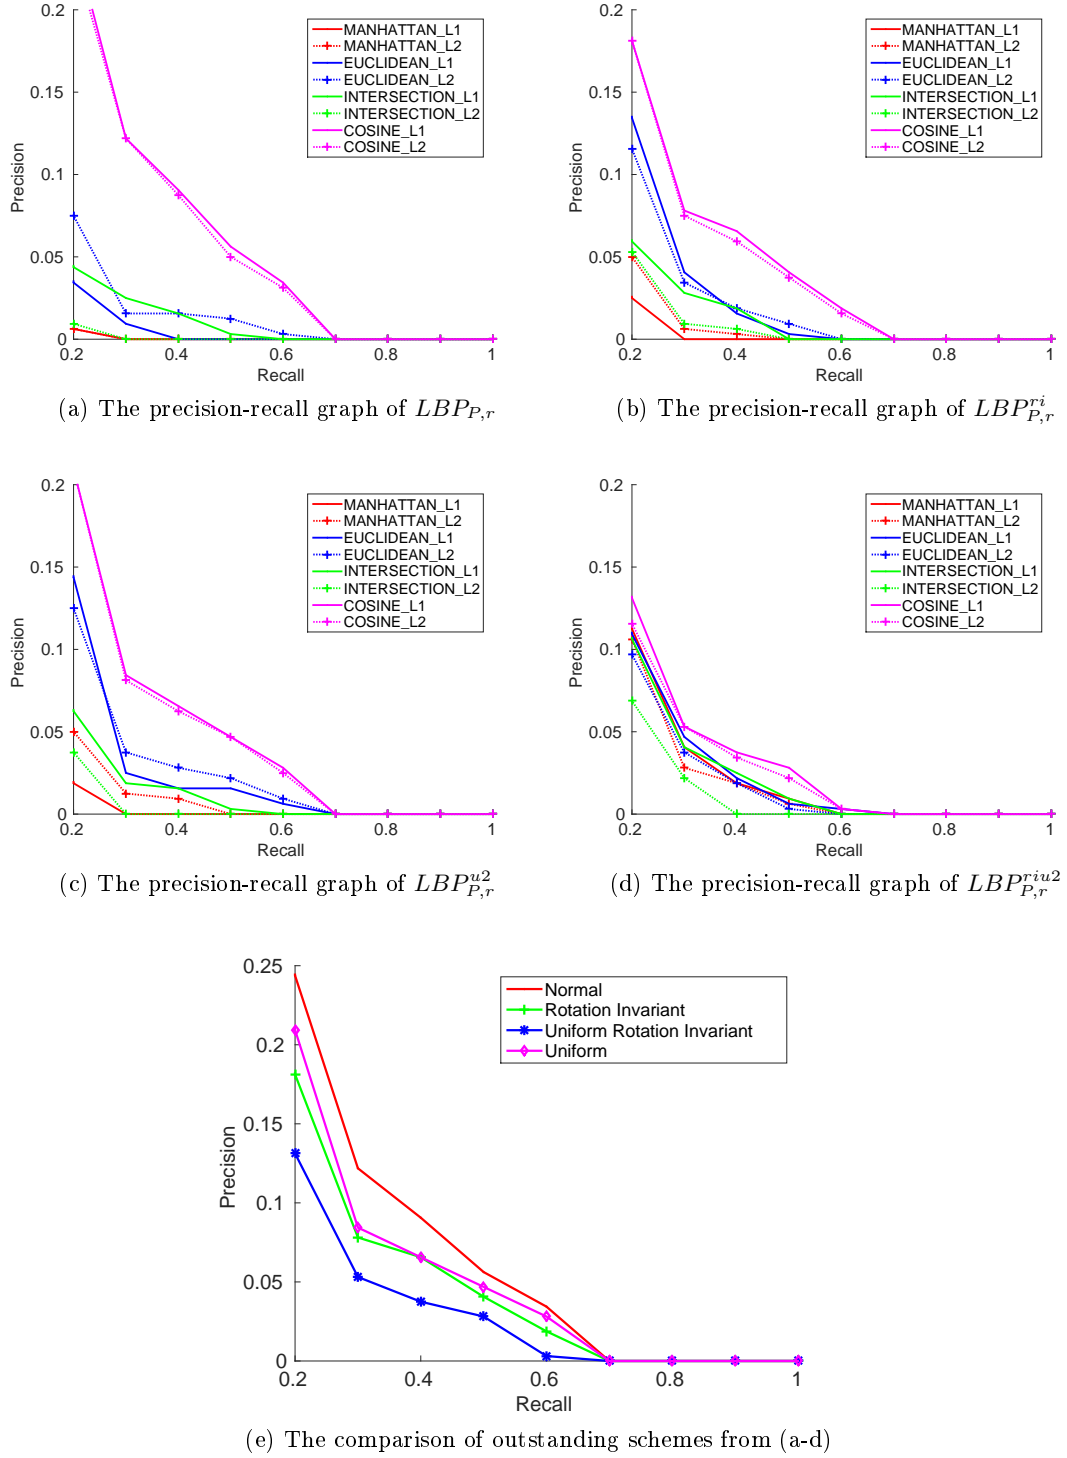 0.2
0.15
0.1
0.05
0
Precision
0.2 0.4 0.6 0.8 1
Recall
MANHATTAN_L1
MANHATTAN_L2
EUCLIDEAN_L1
EUCLIDEAN_L2
INTERSECTION_L1
INTERSECTION_L2
COSINE_L1
COSINE_L2
(a) The precision-recall graph of LBP_{P,r}
0.2
0.15
0.1
0.05
0
Precision
0.2 0.4 0.6 0.8 1
Recall
MANHATTAN_L1
MANHATTAN_L2
EUCLIDEAN_L1
EUCLIDEAN_L2
INTERSECTION_L1
INTERSECTION_L2
COSINE_L1
COSINE_L2
(b) The precision-recall graph of LBP_{P,r}^{ri}
0.2
0.15
0.1
0.05
0
Precision
0.2 0.4 0.6 0.8 1
Recall
MANHATTAN_L1
MANHATTAN_L2
EUCLIDEAN_L1
EUCLIDEAN_L2
INTERSECTION_L1
INTERSECTION_L2
COSINE_L1
COSINE_L2
(c) The precision-recall graph of LBP_{P,r}^{u2}
0.2
0.15
0.1
0.05
0
Precision
0.2 0.4 0.6 0.8 1
Recall
MANHATTAN_L1
MANHATTAN_L2
EUCLIDEAN_L1
EUCLIDEAN_L2
INTERSECTION_L1
INTERSECTION_L2
COSINE_L1
COSINE_L2
(d) The precision-recall graph of LBP_{P,r}^{riu2}
0.25
0.2
0.15
0.1
0.05
0
Precision
0.2 0.4 0.6 0.8 1
Recall
Normal
Rotation Invariant
Uniform Rotation Invariant
Uniform
(e) The comparison of outstanding schemes from (a-d)